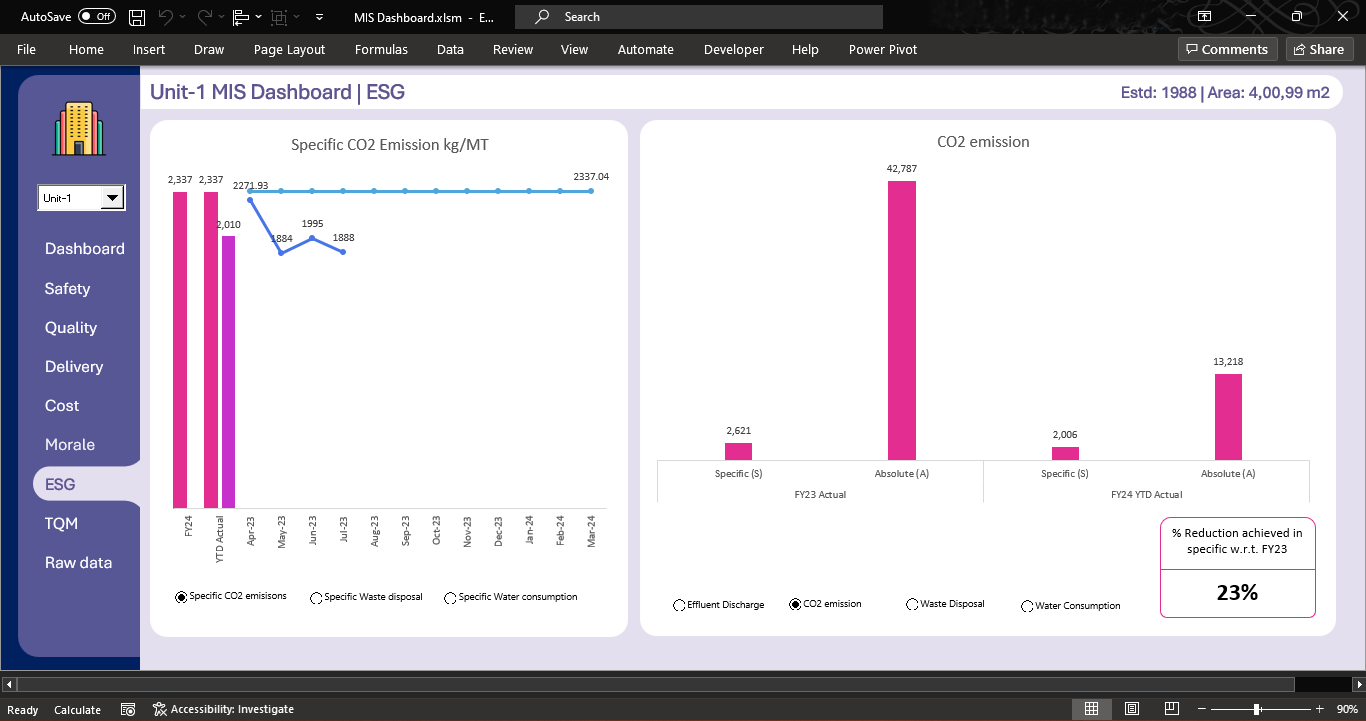 AutoSave Off MIS Dashboard.xlsm - E... Search
File Home Insert Draw Page Layout Formulas Data Review View Automate Developer Help Power Pivot Comments Share
Unit-1 MIS Dashboard | ESG
Estd: 1988 | Area: 4,00,99 m2
Unit-1
Dashboard
Safety
Quality
Delivery
Cost
Morale
ESG
TQM
Raw data
Specific CO2 Emission kg/MT
2,337 2,337 2271.93 2337.04
2,010 1884 1995 1888
FY24 YTD Actual Apr-23 May-23 Jun-23 Jul-23 Aug-23 Sep-23 Oct-23 Nov-23 Dec-23 Jan-24 Feb-24 Mar-24
Specific CO2 emisisons Specific Waste disposal Specific Water consumption
CO2 emission
42,787
13,218
2,621 2,006
Specific (S) Absolute (A) Specific (S) Absolute (A)
FY23 Actual FY24 YTD Actual
% Reduction achieved in
specific w.r.t. FY23
23%
Effluent Discharge CO2 emission Waste Disposal Water Consumption
Ready Calculate Accessibility: Investigate 90%